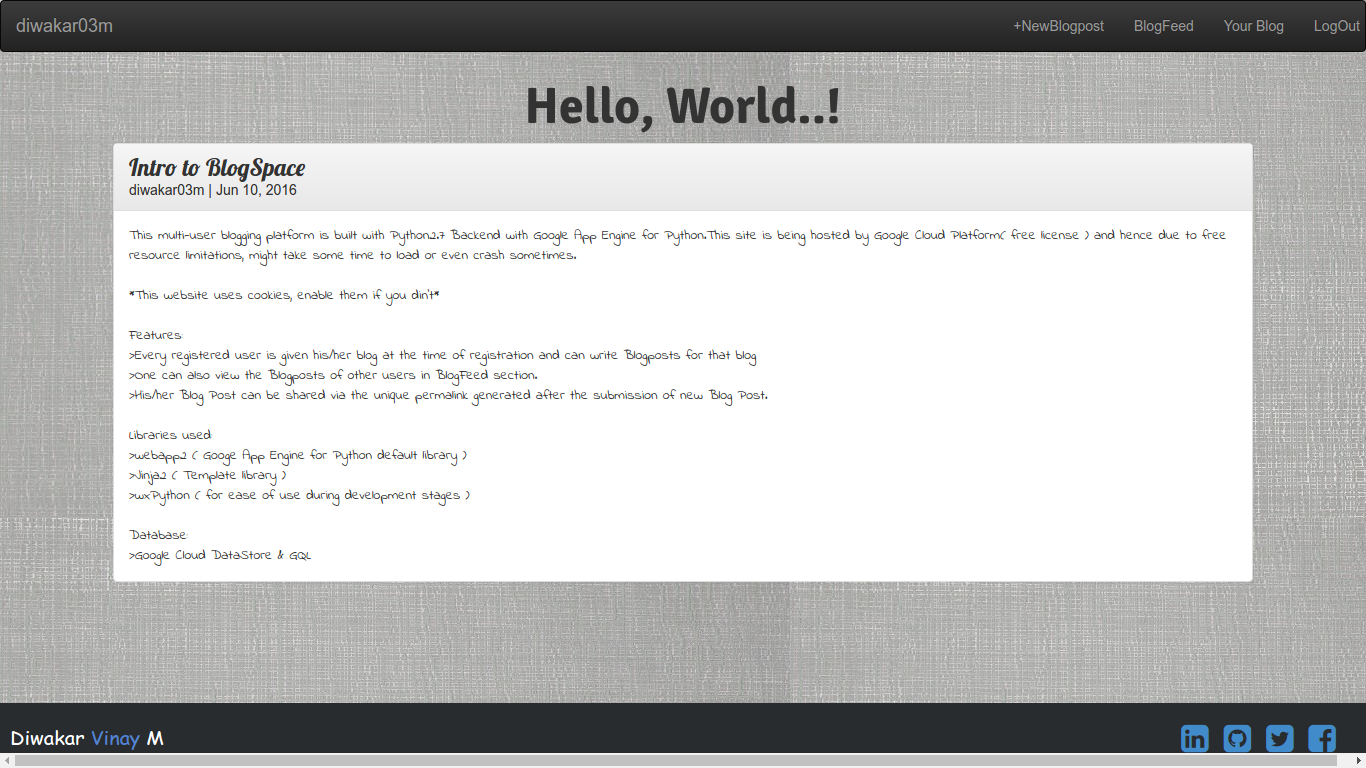 diwakar03m +NewBlogpost BlogFeed Your Blog LogOut
Hello, World..!
Intro to BlogSpace
diwakar03m | Jun 10, 2016
This multi-user blogging platform is built with Python2.7 Backend with Google App Engine for Python.This site is being hosted by Google Cloud Platform( free license ) and hence due to free
resource limitations, might take some time to load or even crash sometimes.
*This website uses cookies, enable them if you din't*
Features:
>Every registered user is given his/her blog at the time of registration and can write Blogposts for that blog
>One can also view the Blogposts of other users in BlogFeed section.
>His/her Blog Post can be shared via the unique permalink generated after the submission of new Blog Post.
Libraries used:
>webapp2 ( Googe App Engine for Python default library )
>Jinja2 ( Template library )
>wxPython ( for ease of use during development stages )
Database:
>Google Cloud DataStore & GQL
Diwakar Vinay M